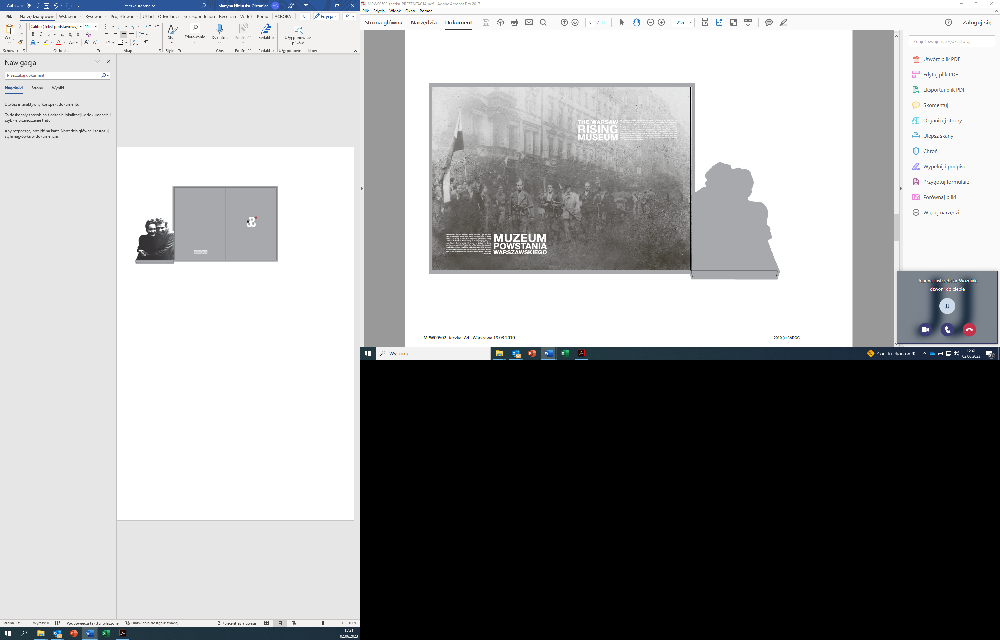 Autozapis
teczka srebrna
Martyna Niziurska-Olszaniec
MN
Plik
Narzędzia główne
Wstawianie
Rysowanie
Projektowanie
Układ
Odwołania
Korespondencja
Recenzja
Widok
Pomoc
ACROBAT
Edycja
Calibri (Tekst podstawowy)
11
Wklej
Style
Edytowanie
Dyktafon
Poufność
Redaktor
Użyj ponownie
plików
Schowek
Czcionka
Akapit
Style
Głos
Poufność
Redaktor
Użyj ponownie plików
Nawigacja
Przeszukaj dokument
Nagłówki
Strony
Wyniki
Utwórz interaktywny konspekt dokumentu.
To doskonały sposób na śledzenie lokalizacji w dokumencie i
szybkie przenoszenie treści.
Aby rozpocząć, przejdź na kartę Narzędzia główne i zastosuj
style nagłówka w dokumencie.
Strona 1 z 1
Wyrazy: 0
Podpowiedzi tekstu: włączone
Ułatwienia dostępu: zbadaj
Koncentracja uwagi
100%
15:21
02.06.2023
MPW00502_teczka_PREZENTACJA.pdf - Adobe Acrobat Pro 2017
Plik
Edycja
Widok
Okno
Pomoc
Strona główna
Narzędzia
Dokument
8 / 11
104%
Zaloguj się
THE WARSAW
RISING
MUSEUM
MUZEUM
POWSTANIA
WARSZAWSKIEGO
MPW00502_teczka_A4 - Warszawa 19.03.2010
2010 (c) BADOG
Znajdź swoje narzędzia tutaj
Utwórz plik PDF
Edytuj plik PDF
Eksportuj plik PDF
Skomentuj
Organizuj strony
Ulepsz skany
Chroń
Wypełnij i podpisz
Przygotuj formularz
Porównaj pliki
Więcej narzędzi
Joanna Jastrzębska-Woźniak
dzwoni do ciebie
JJ
Wyszukaj
Construction on 92
15:21
02.06.2023
22